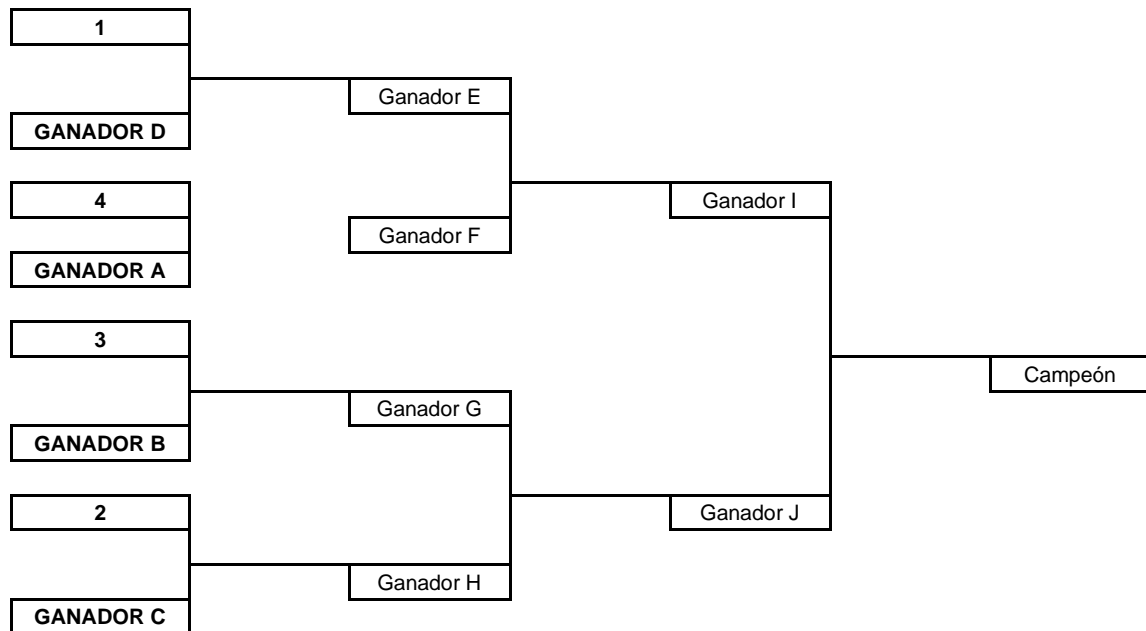 1
Ganador E
GANADOR D
4
Ganador I
Ganador F
GANADOR A
3
Campeón
Ganador G
GANADOR B
2
Ganador J
Ganador H
GANADOR C